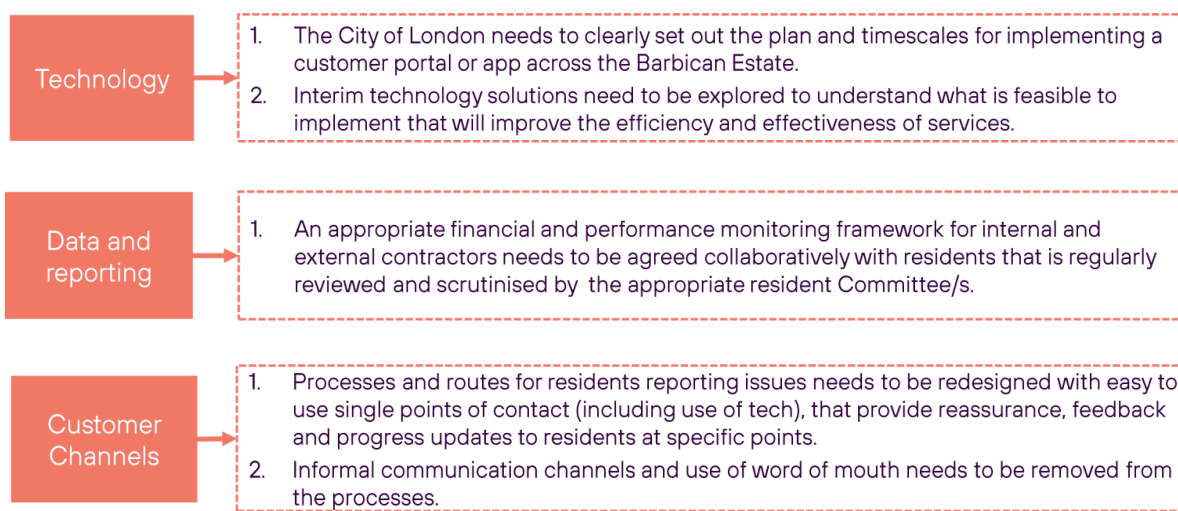 Technology
1. The City of London needs to clearly set out the plan and timescales for implementing a
customer portal or app across the Barbican Estate.
2. Interim technology solutions need to be explored to understand what is feasible to
implement that will improve the efficiency and effectiveness of services.
Data and
reporting
1. An appropriate financial and performance monitoring framework for internal and
external contractors needs to be agreed collaboratively with residents that is regularly
reviewed and scrutinised by the appropriate resident Committee/s.
Customer
Channels
1. Processes and routes for residents reporting issues needs to be redesigned with easy to
use single points of contact (including use of tech), that provide reassurance, feedback
and progress updates to residents at specific points.
2. Informal communication channels and use of word of mouth needs to be removed from
the processes.